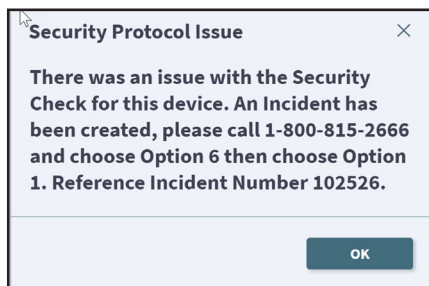 Security Protocol Issue
There was an issue with the Security
Check for this device. An Incident has
been created, please call 1-800-815-2666
and choose Option 6 then choose Option
1. Reference Incident Number 102526.
OK